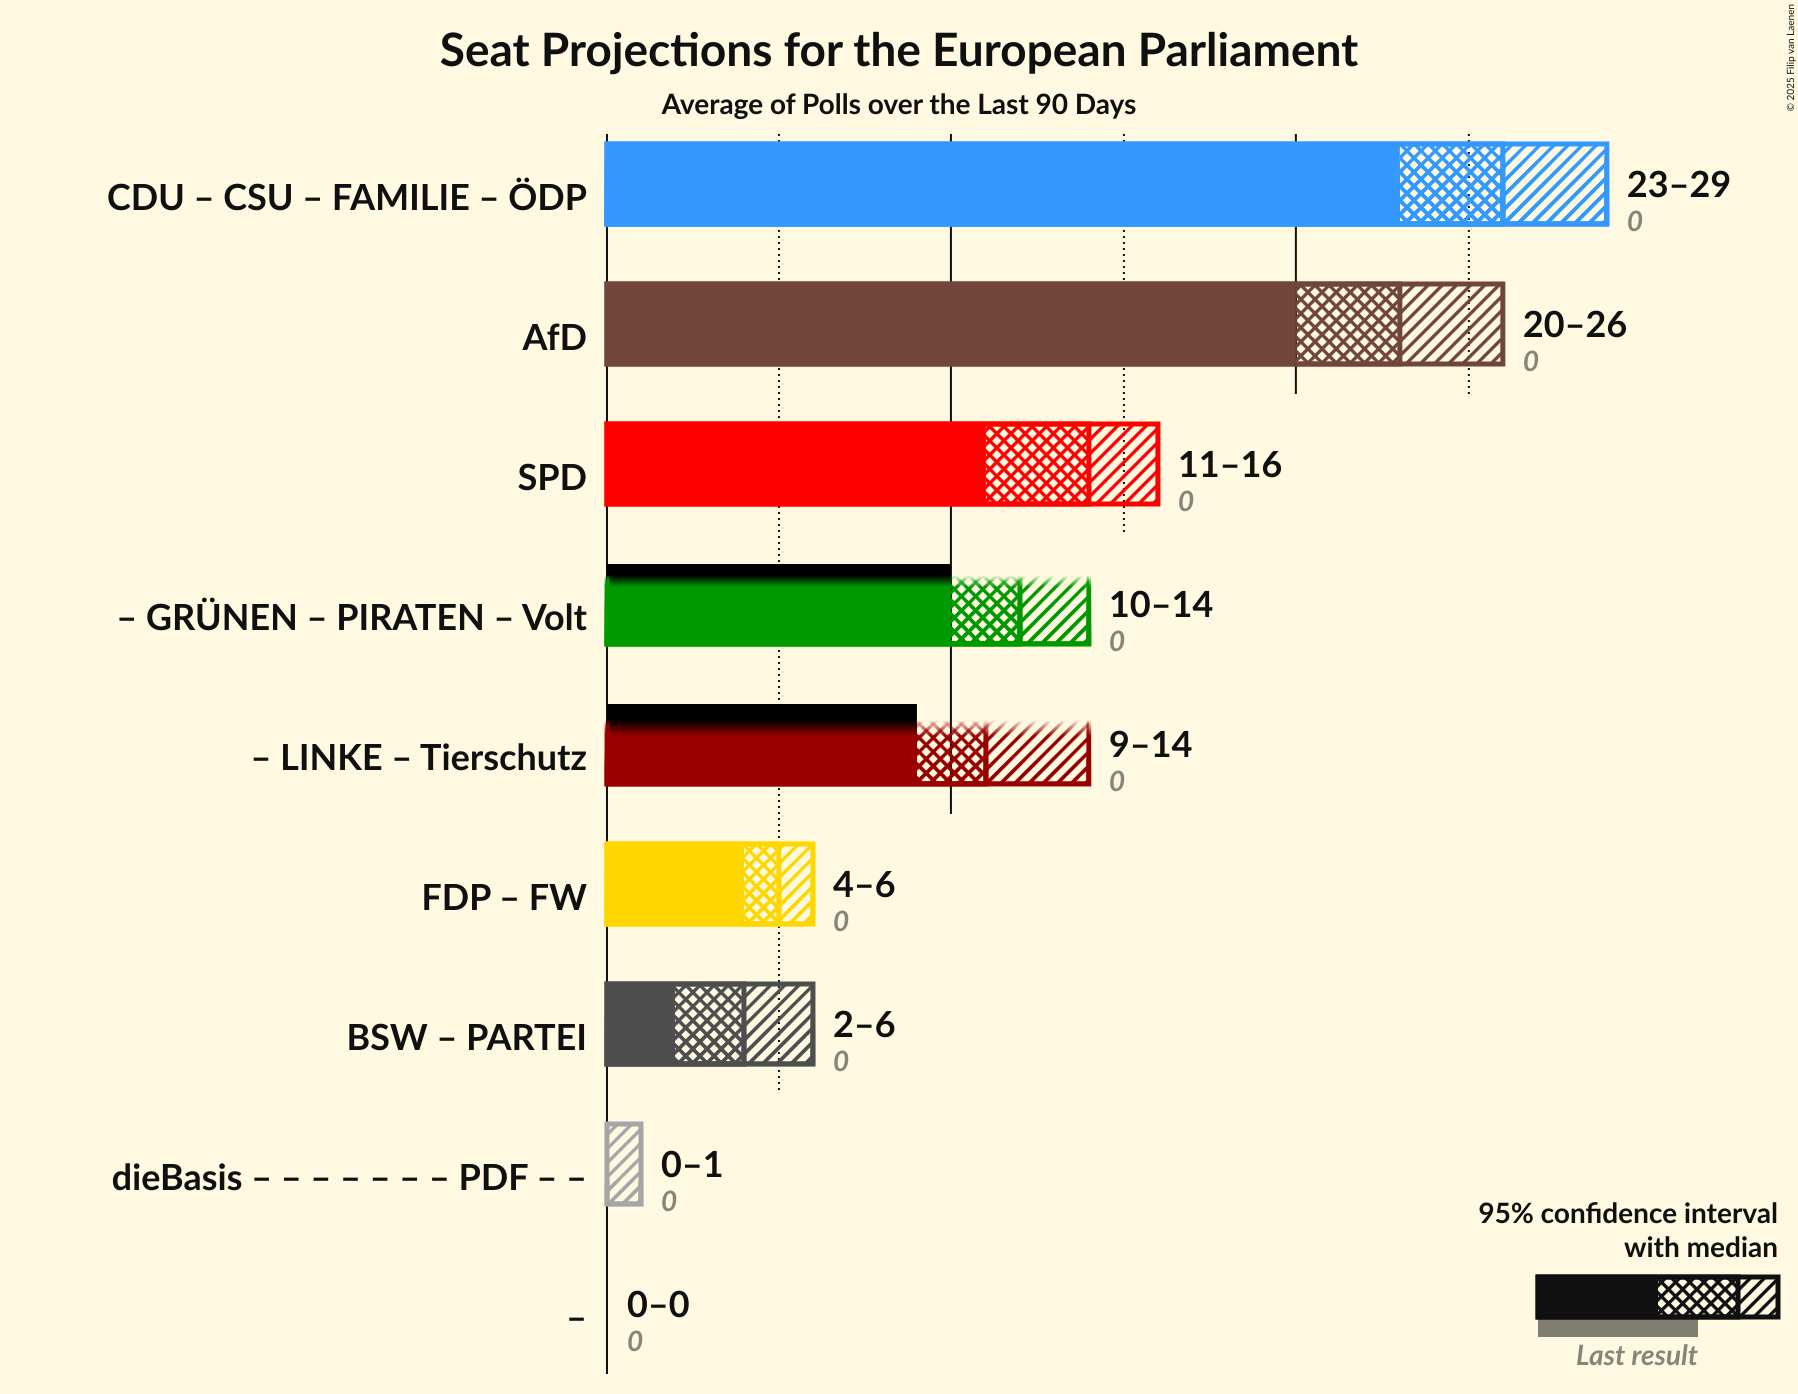 Seat Projections for the European Parliament
Average of Polls over the Last 90 Days
© 2025 Filip van Laenen
CDU – CSU – FAMILIE – ÖDP
23–29
0
AfD
20–26
0
SPD
11–16
0
– GRÜNEN – PIRATEN – Volt
10–14
0
– LINKE – Tierschutz
9–14
0
FDP – FW
4–6
0
BSW – PARTEI
2–6
0
dieBasis – – – – – – – PDF – –
0–1
0
–
0–0
0
95% confidence interval
with median
Last result